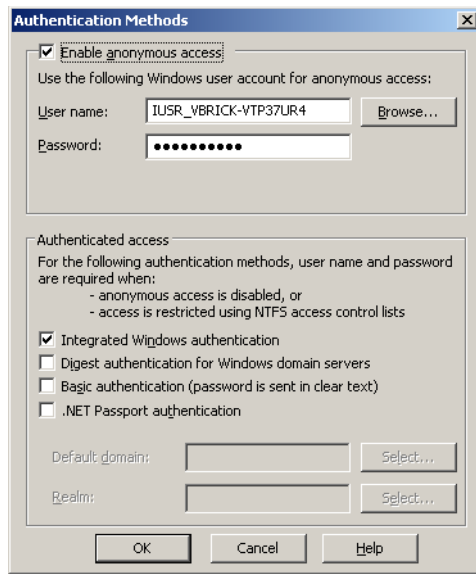 Authentication Methods
Enable anonymous access
Use the following Windows user account for anonymous access:
User name: IUSR_VBRICK-VTP37UR4 Browse...
Password: ●●●●●●●●●●
Authenticated access
For the following authentication methods, user name and password
are required when:
- anonymous access is disabled, or
- access is restricted using NTFS access control lists
Integrated Windows authentication
Digest authentication for Windows domain servers
Basic authentication (password is sent in clear text)
.NET Passport authentication
Default domain: Select...
Realm: Select...
OK Cancel Help